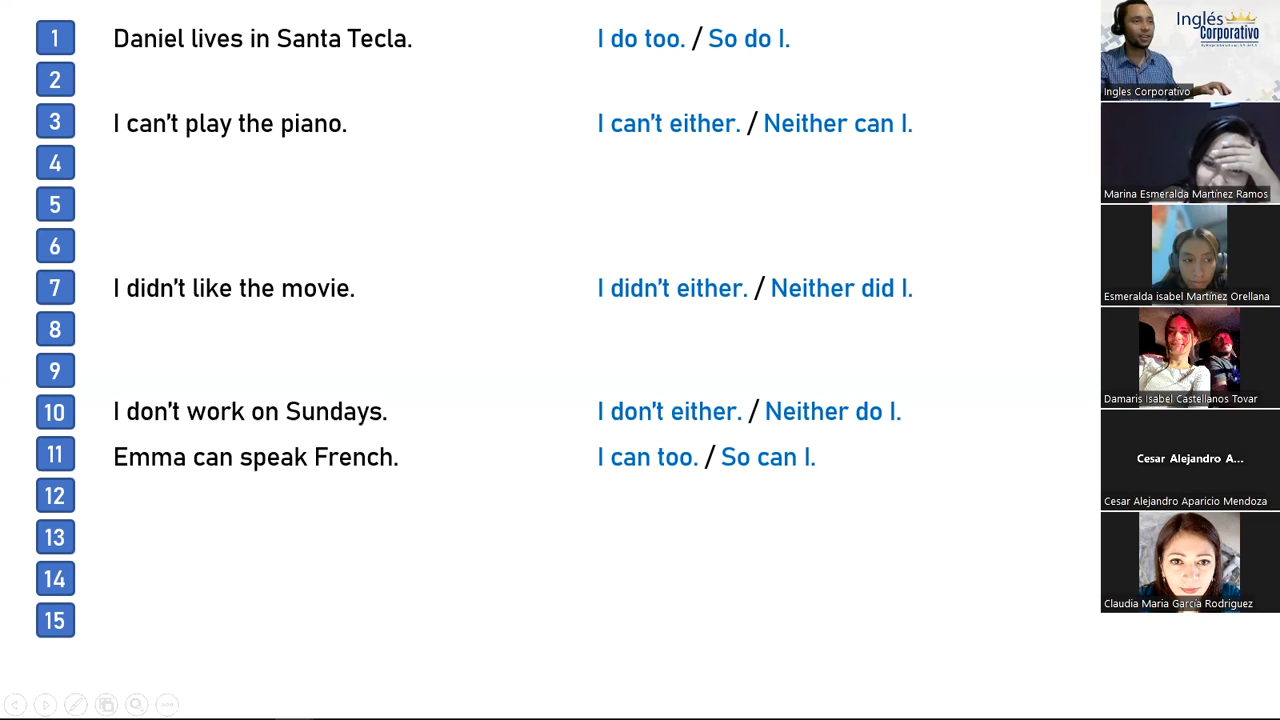 1 Daniel lives in Santa Tecla. I do too. / So do I.
2
3 I can't play the piano. I can't either. / Neither can I.
4
5
6
7 I didn't like the movie. I didn't either. / Neither did I.
8
9
10 I don't work on Sundays. I don't either. / Neither do I.
11 Emma can speak French. I can too. / So can I.
12
13
14
15
Inglés
Corporativo
Ingles Corporativo
Marina Esmeralda Martínez Ramos
Esmeralda isabel Martínez Orellana
Damaris Isabel Castellanos Tovar
Cesar Alejandro A...
Cesar Alejandro Aparicio Mendoza
Claudia Maria García Rodriguez